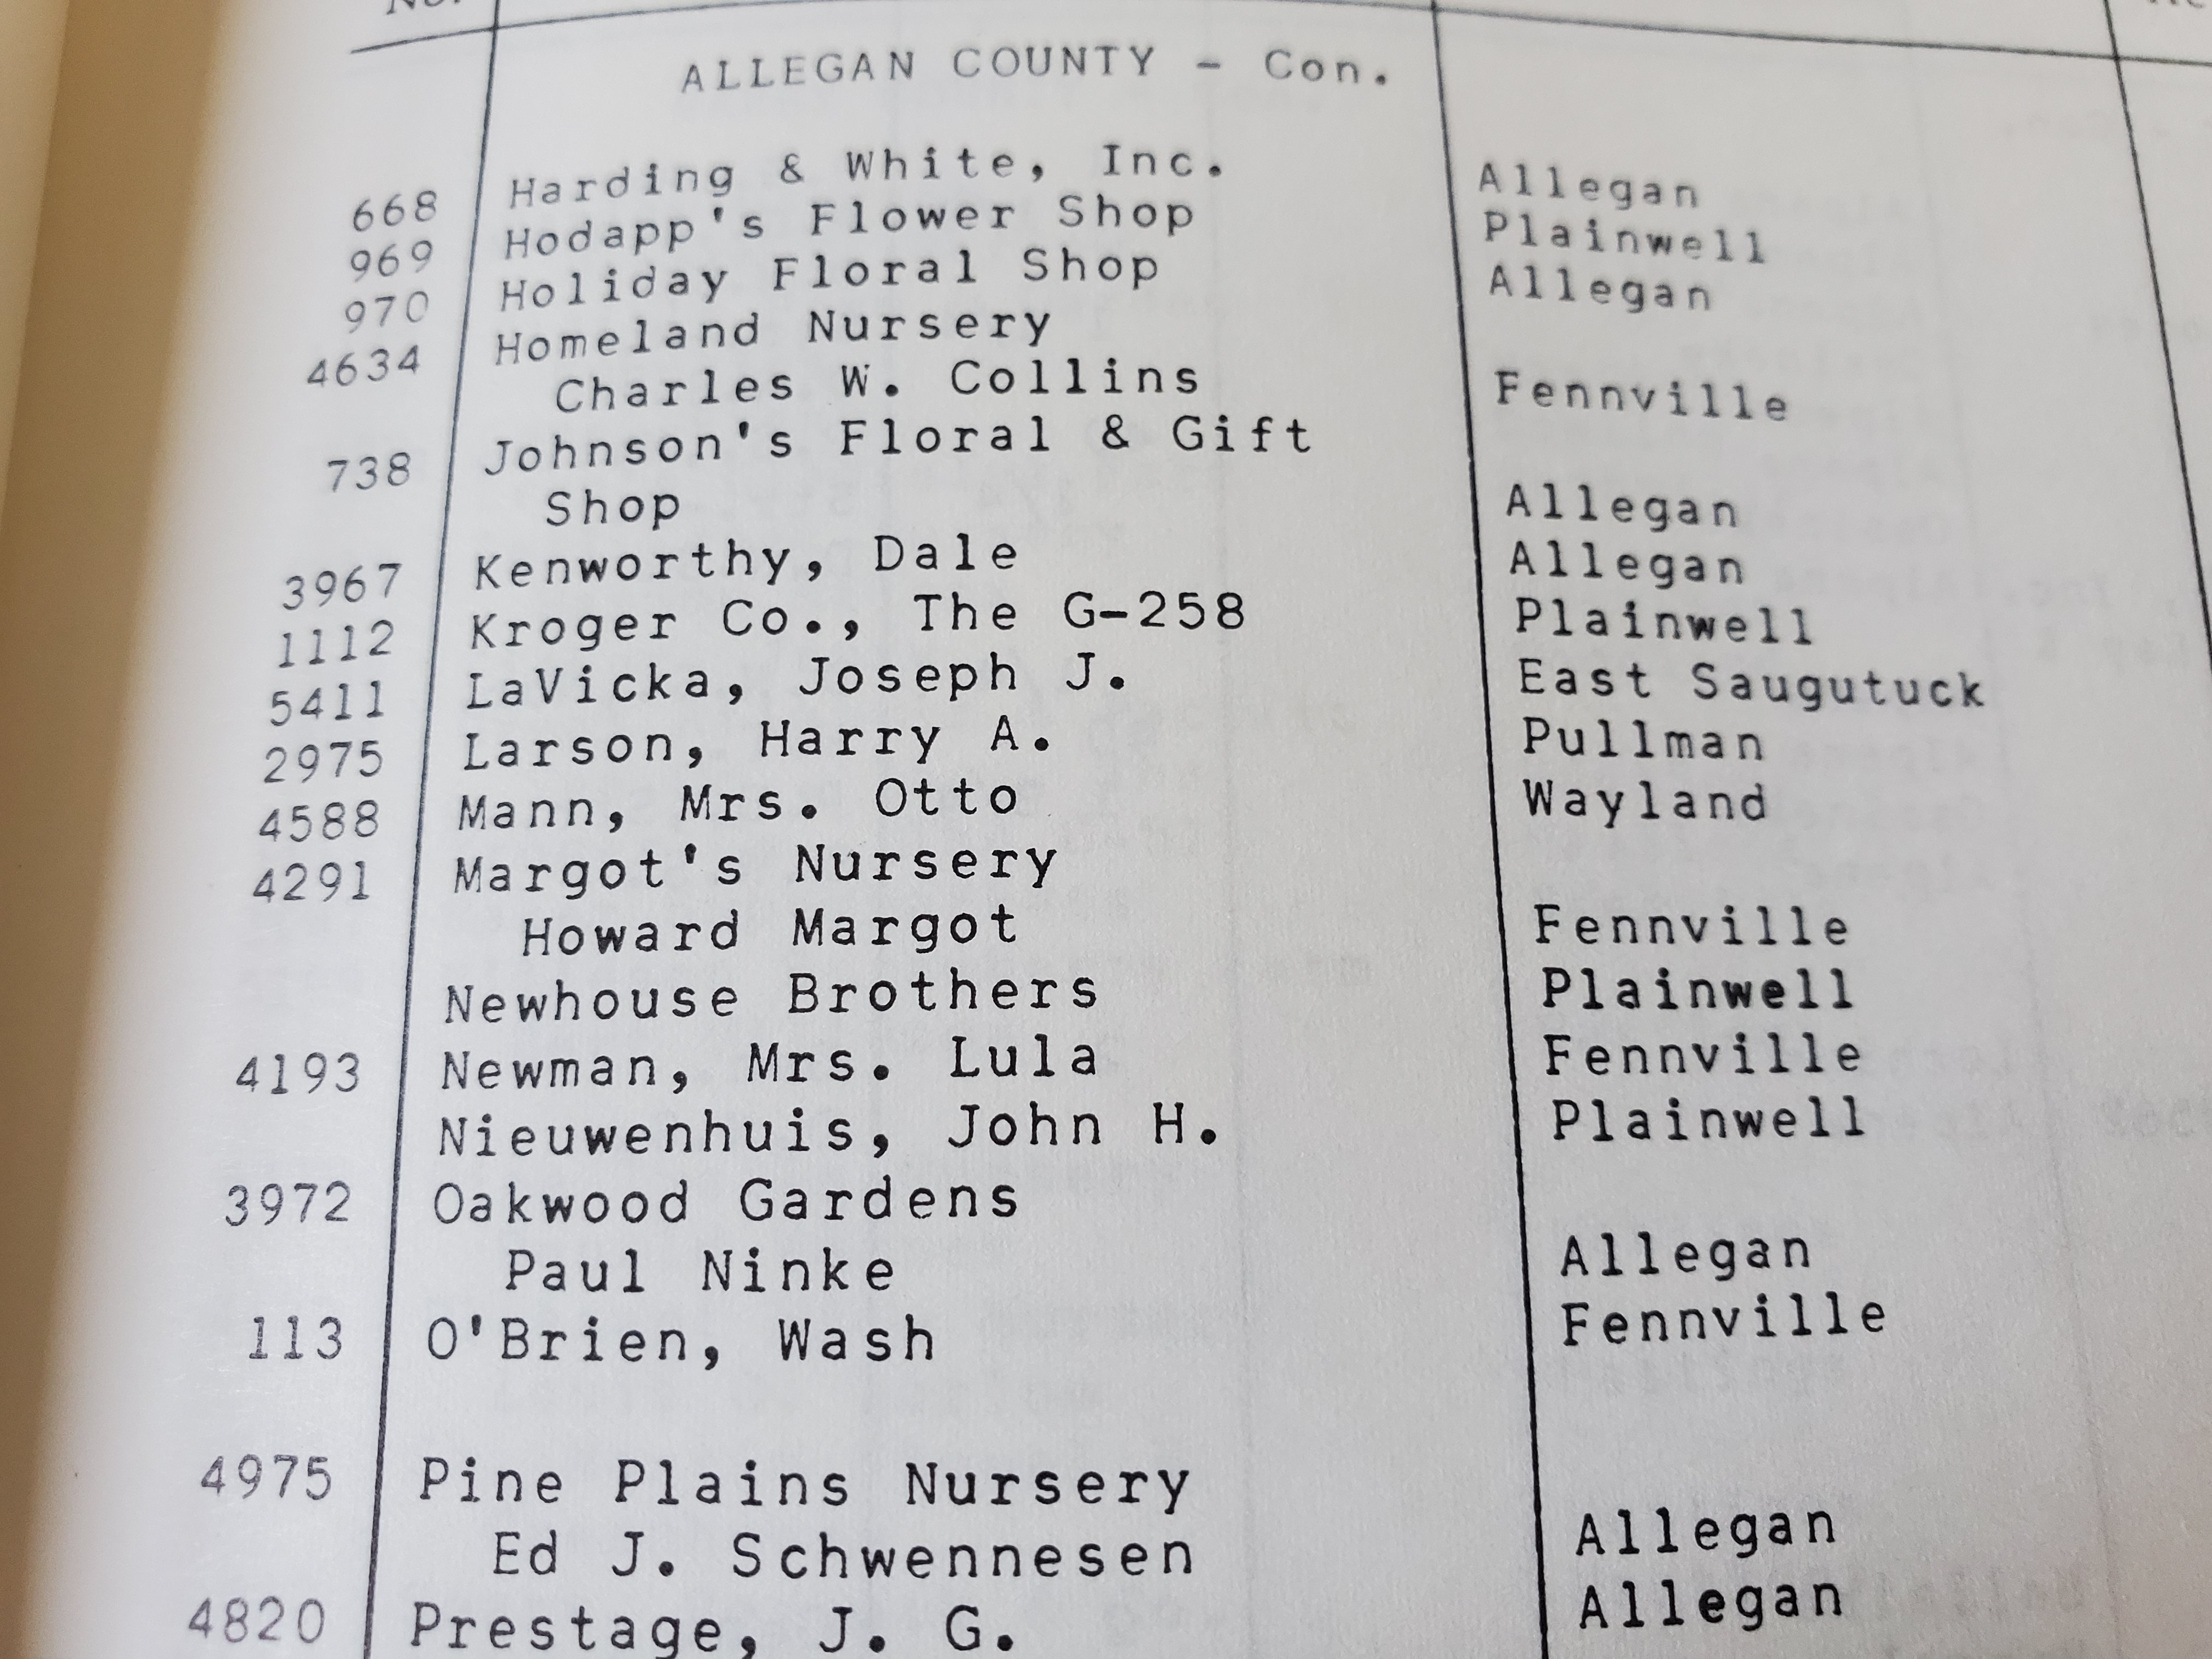 No.
ALLEGAN COUNTY - Con.
668 Harding & White, Inc. Allegan
969 Hodapp's Flower Shop Plainwell
970 Holiday Floral Shop Allegan
4634 Homeland Nursery
Charles W. Collins Fennville
738 Johnson's Floral & Gift
Shop Allegan
3967 Kenworthy, Dale Allegan
1112 Kroger Co., The G-258 Plainwell
5411 LaVicka, Joseph J. East Saugutuck
2975 Larson, Harry A. Pullman
4588 Mann, Mrs. Otto Wayland
4291 Margot's Nursery
Howard Margot Fennville
Newhouse Brothers Plainwell
4193 Newman, Mrs. Lula Fennville
Nieuwenhuis, John H. Plainwell
3972 Oakwood Gardens
Paul Ninke Allegan
113 O'Brien, Wash Fennville
4975 Pine Plains Nursery
Ed J. Schwennesen Allegan
4820 Prestage, J. G. Allegan